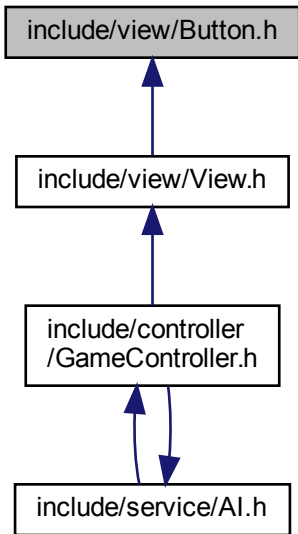 include/view/Button.h
include/view/View.h
include/controller
/GameController.h
include/service/AI.h